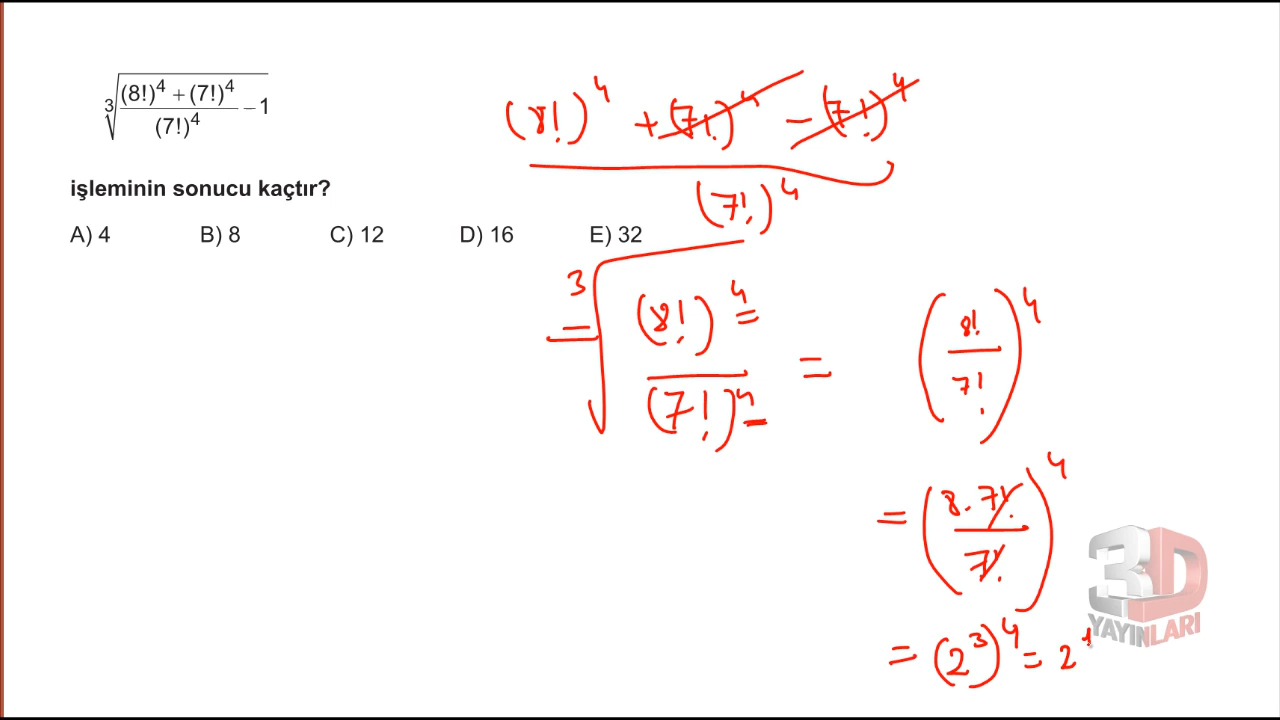 ∛(((8!)⁴ + (7!)⁴)/(7!)⁴ − 1)
işleminin sonucu kaçtır?
A) 4 B) 8 C) 12 D) 16 E) 32
((8!)⁴ + (7!)⁴ − (7!)⁴)/(7!)⁴
= ∛((8!)⁴/(7!)⁴) = (8!/7!)⁴
= (8.7!/7!)⁴
= (2³)⁴ = 2¹
3D
YAYINLARI